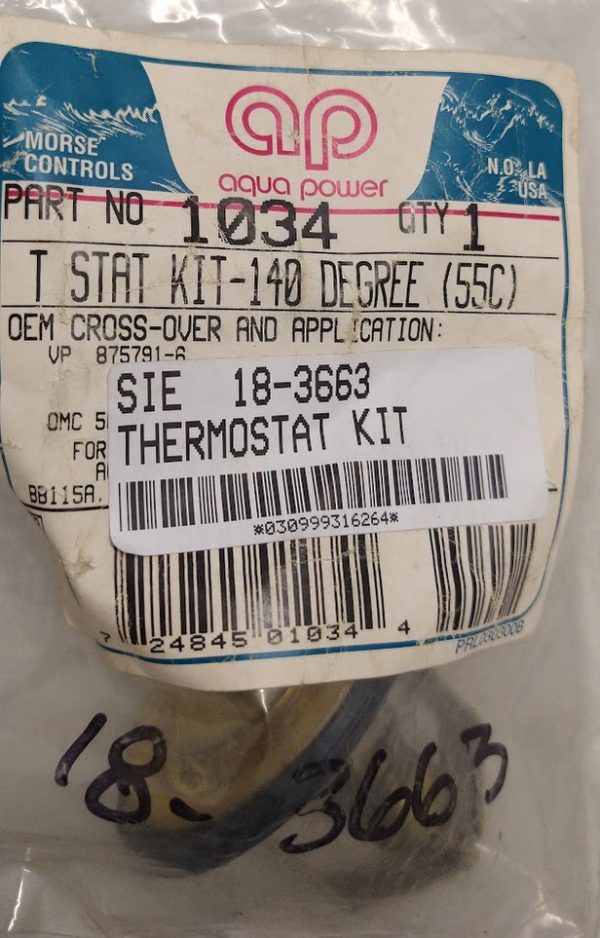 ap
MORSE
CONTROLS
N.O. LA
USA
aqua power
PART NO 1034 QTY 1
T STAT KIT-140 DEGREE (55C)
OEM CROSS-OVER AND APPLICATION:
VP 875791-6
SIE 18-3663
THERMOSTAT KIT
OMC
FOR
BB115A.
*030999316264*
7 24845 01034 4
PRL030300B
18-3663